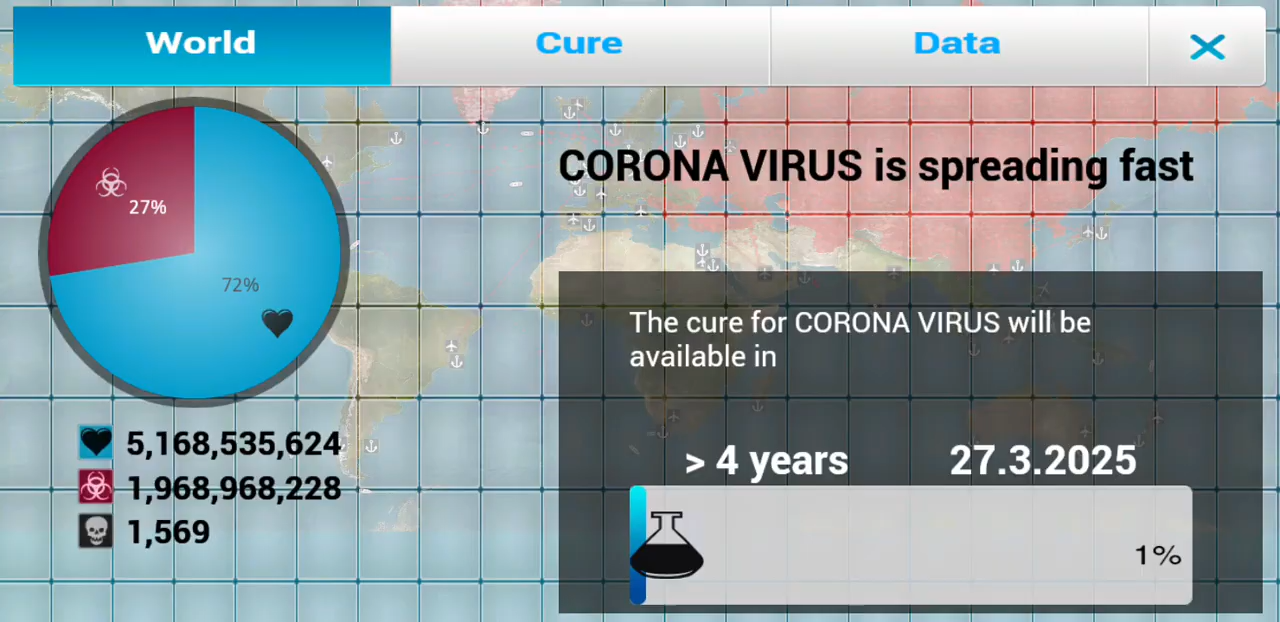 World
Cure
Data
27%
72%
5,168,535,624
1,968,968,228
1,569
CORONA VIRUS is spreading fast
The cure for CORONA VIRUS will be
available in
> 4 years
27.3.2025
1%